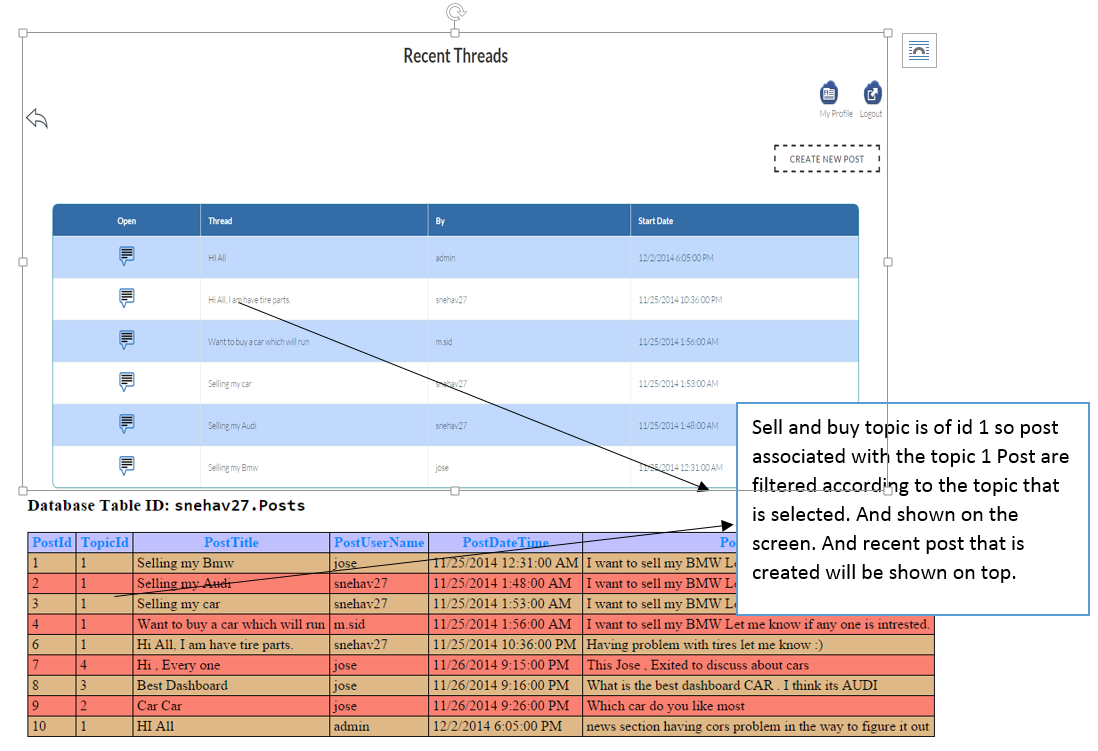 Recent Threads
My Profile Logout
CREATE NEW POST
Open Thread By Start Date
HI All admin 12/2/2014 6:05:00 PM
Hi All, I am have tire parts. snehav27 11/25/2014 10:36:00 PM
Want to buy a car which will run m.sid 11/25/2014 1:56:00 AM
Selling my car snehav27 11/25/2014 1:53:00 AM
Selling my Audi snehav27 11/25/2014 1:48:00 AM
Selling my Bmw jose 11/25/2014 12:31:00 AM
Sell and buy topic is of id 1 so post
associated with the topic 1 Post are
filtered according to the topic that
is selected. And shown on the
screen. And recent post that is
created will be shown on top.
Database Table ID: snehav27.Posts
PostId TopicId PostTitle PostUserName PostDateTime
1 1 Selling my Bmw jose 11/25/2014 12:31:00 AM I want to sell my BMW
2 1 Selling my Audi snehav27 11/25/2014 1:48:00 AM I want to sell my BMW
3 1 Selling my car snehav27 11/25/2014 1:53:00 AM I want to sell my BMW
4 1 Want to buy a car which will run m.sid 11/25/2014 1:56:00 AM I want to sell my BMW Let me know if any one is intrested.
6 1 Hi All, I am have tire parts. snehav27 11/25/2014 10:36:00 PM Having problem with tires let me know :)
7 4 Hi , Every one jose 11/26/2014 9:15:00 PM This Jose , Exited to discuss about cars
8 3 Best Dashboard jose 11/26/2014 9:16:00 PM What is the best dashboard CAR . I think its AUDI
9 2 Car Car jose 11/26/2014 9:26:00 PM Which car do you like most
10 1 HI All admin 12/2/2014 6:05:00 PM news section having cors problem in the way to figure it out